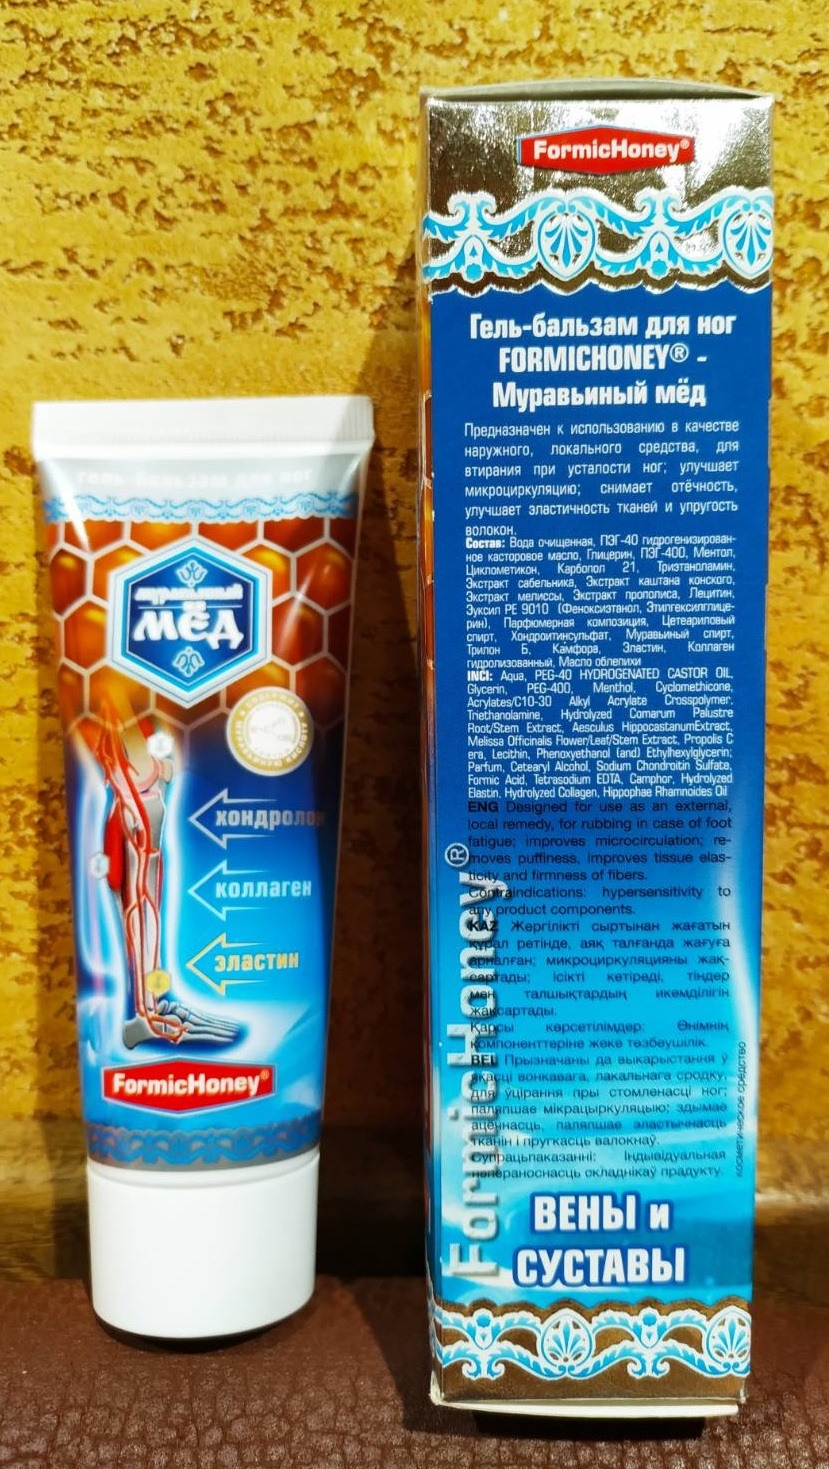 гель-бальзам для ног
муравьиный
МЁД
хондролон
коллаген
эластин
FormicHoney®
FormicHoney®
Гель-бальзам для ног
FORMICHONEY® -
Муравьиный мёд
Предназначен к использованию в качестве
наружного, локального средства, для
втирания при усталости ног; улучшает
микроциркуляцию; снимает отёчность,
улучшает эластичность тканей и упругость
волокон.
Состав: Вода очищенная, ПЭГ-40 гидрогенизирован-
ное касторовое масло, Глицерин, ПЭГ-400, Ментол,
Циклометикон, Карбопол 21, Триэтаноламин,
Экстракт сабельника, Экстракт каштана конского,
Экстракт мелиссы, Экстракт прополиса, Лецитин,
Эуксил PE 9010 (Феноксиэтанол, Этилгексилглице-
рин), Парфюмерная композиция, Цетеариловый
спирт, Хондроитинсульфат, Муравьиный спирт,
Трилон Б, Камфора, Эластин, Коллаген
гидролизованный, Масло облепихи
INCI: Aqua, PEG-40 HYDROGENATED CASTOR OIL,
Glycerin, PEG-400, Menthol, Cyclomethicone,
Acrylates/C10-30 Alkyl Acrylate Crosspolymer,
Triethanolamine, Hydrolyzed Comarum Palustre
Root/Stem Extract, Aesculus HippocastanumExtract,
Melissa Officinalis Flower/Leaf/Stem Extract, Propolis C
era, Lecithin, Phenoxyethanol (and) Ethylhexylglycerin;
Parfum, Cetearyl Alcohol, Sodium Chondroitin Sulfata,
Formic Acid, Tetrasodium EDTA, Camphor, Hydrolyzed
Elastin, Hydrolyzed Collagen, Hippophae Rhamnoides Oil
ENG Designed for use as an external,
local remedy, for rubbing in case of foot
fatigue; improves microcirculation; re-
moves puffiness, improves tissue elas-
ticity and firmness of fibers.
Contraindications: hypersensitivity to
any product components.
KAZ Жергілікті сыртынан жағатын
құрал ретінде, аяқ талғанда жағуға
арналған; микроциркуляцияны жақ-
сартады; ісікті кетіреді, тіндер
мен талшықтардың икемділігін
жақсартады.
Қарсы көрсетілімдер: Өнімнің
компоненттеріне жеке төзбеушілік.
BEL Прызначаны да выкарыстання ў
якасці вонкавага, лакальнага сродку,
для ўцірання пры стомленасці ног;
паляпшае мікрацыркуляцыю; здымае
ацёчнасць, паляпшае эластычнасць
тканін і пругкасць валокнаў.
Супрацьпаказанні: Індывідуальная
непераноснасць складнікаў прадукту.
FormicHoney®
косметическое средство
ВЕНЫ и
СУСТАВЫ